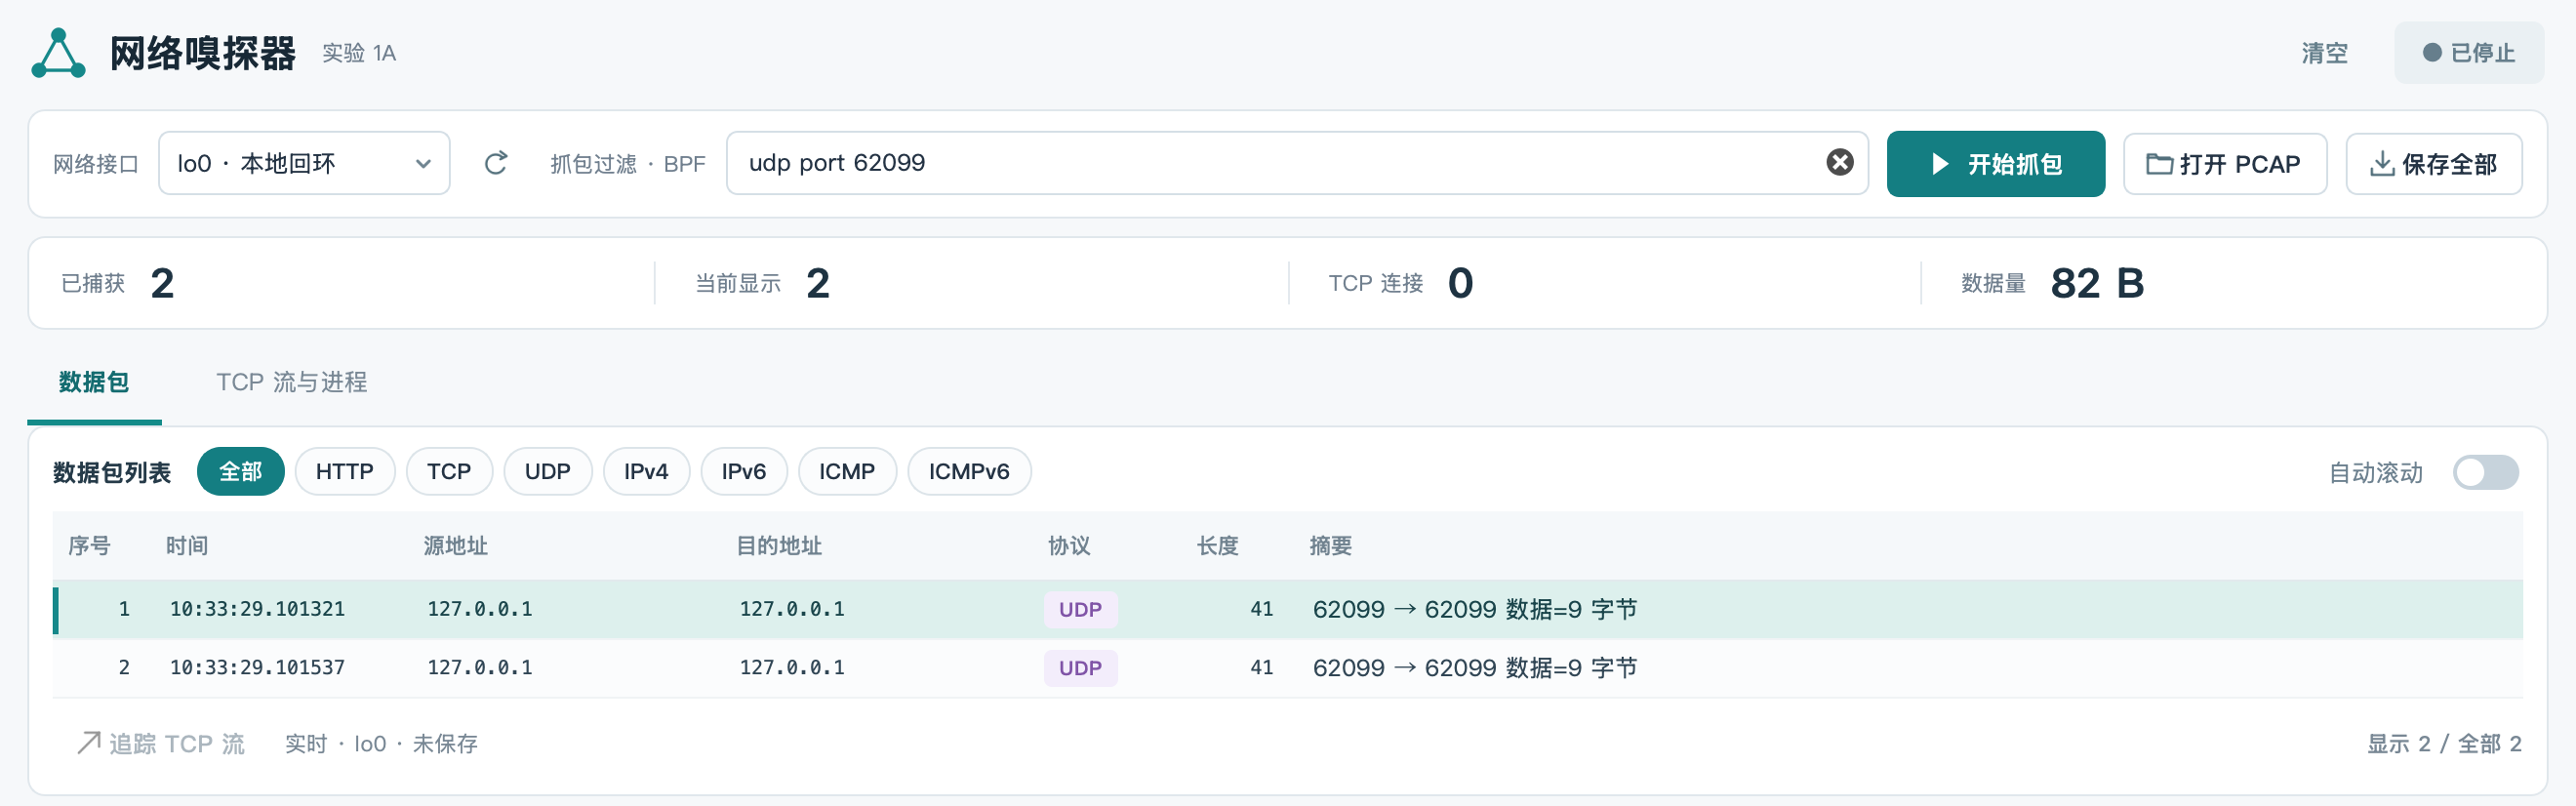 网络嗅探器 实验 1A 清空 已停止
网络接口 lo0 · 本地回环 抓包过滤 · BPF udp port 62099 开始抓包 打开 PCAP 保存全部
已捕获 2 当前显示 2 TCP 连接 0 数据量 82 B
数据包 TCP 流与进程
数据包列表 全部 HTTP TCP UDP IPv4 IPv6 ICMP ICMPv6 自动滚动
序号 时间 源地址 目的地址 协议 长度 摘要
1 10:33:29.101321 127.0.0.1 127.0.0.1 UDP 41 62099 → 62099 数据=9 字节
2 10:33:29.101537 127.0.0.1 127.0.0.1 UDP 41 62099 → 62099 数据=9 字节
追踪 TCP 流 实时 · lo0 · 未保存 显示 2 / 全部 2